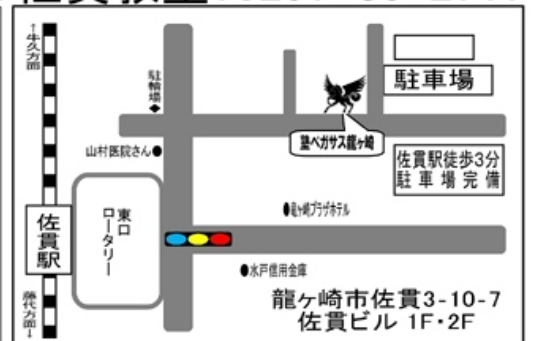 ↑牛久方面
駐輪場◆
駐車場
塾ペガサス龍ヶ崎
山村医院さん●
佐貫駅徒歩3分
駐車場完備
佐貫駅
東口
ロータリー
●竜ヶ崎プラザホテル
●水戸信用金庫
藤代方面↓
龍ヶ崎市佐貫3-10-7
佐貫ビル 1F・2F